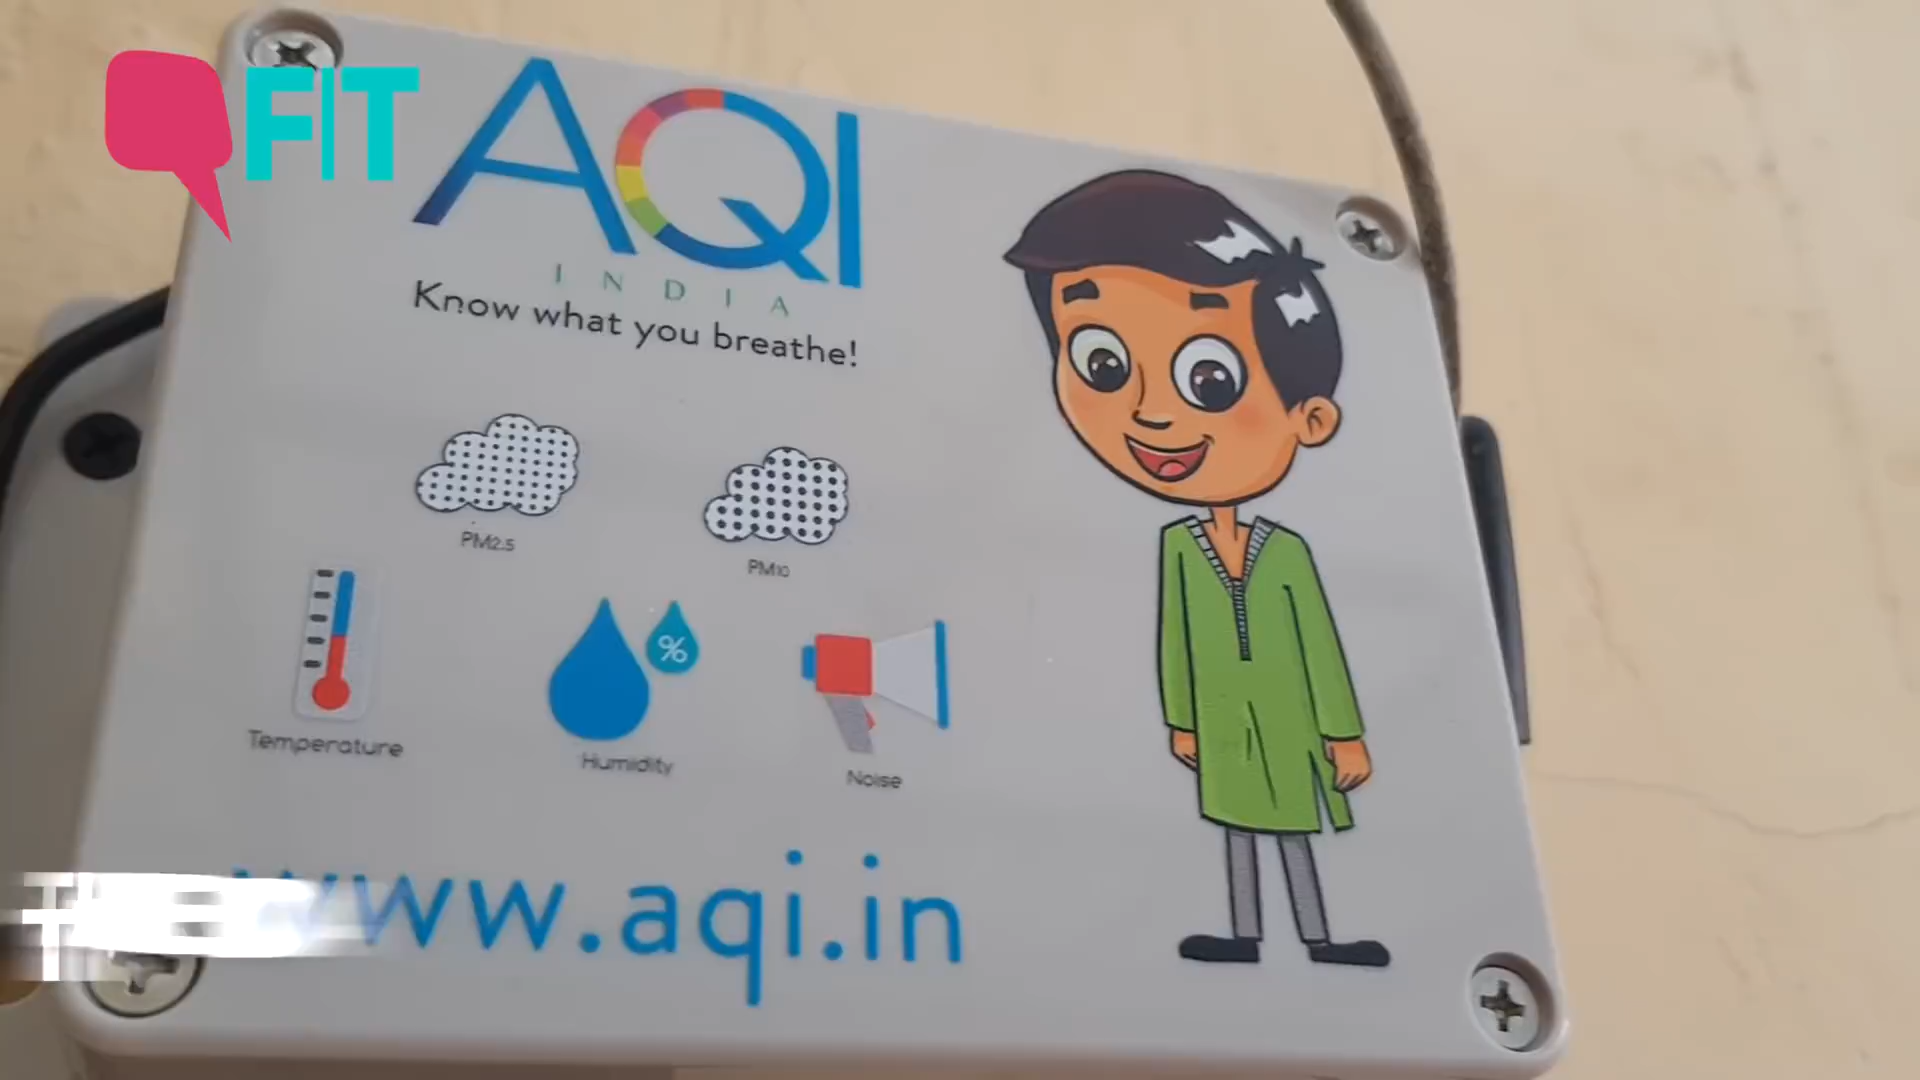 FIT
AQI
INDIA
Know what you breathe!
PM2.5
PM10
%
Temperature
Humidity
Noise
www.aqi.in